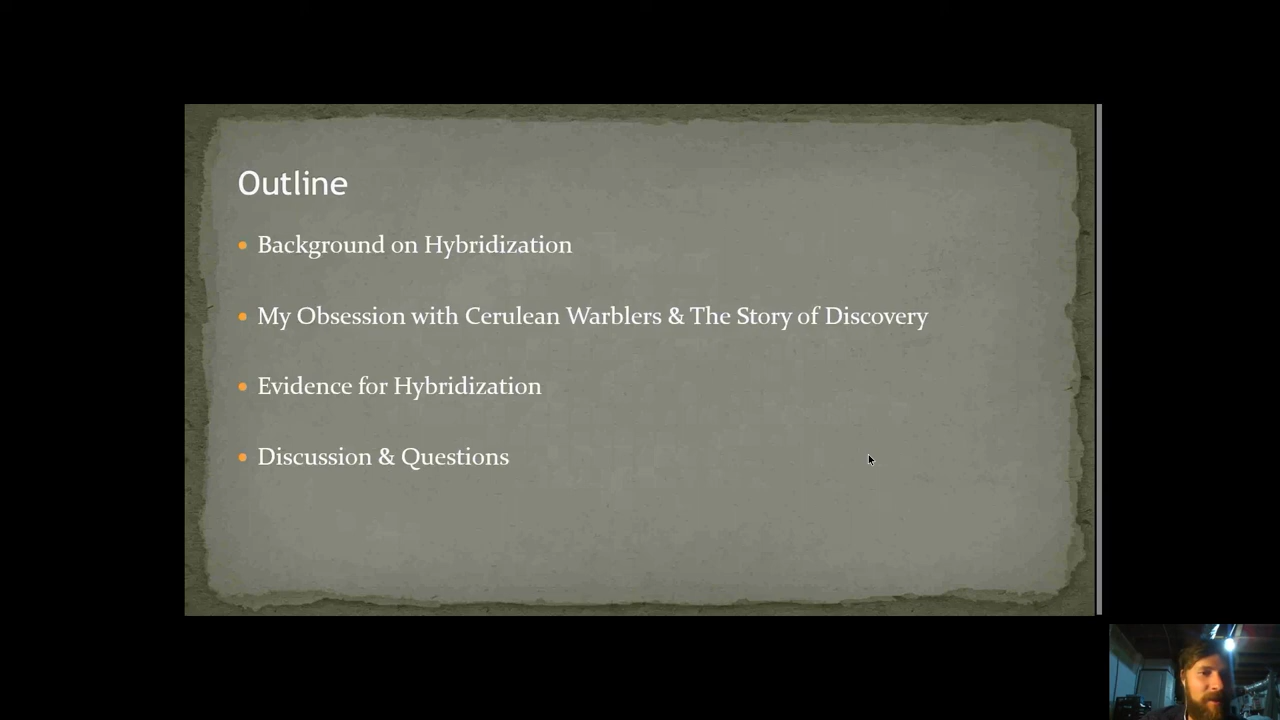 Outline
Background on Hybridization
My Obsession with Cerulean Warblers & The Story of Discovery
Evidence for Hybridization
Discussion & Questions